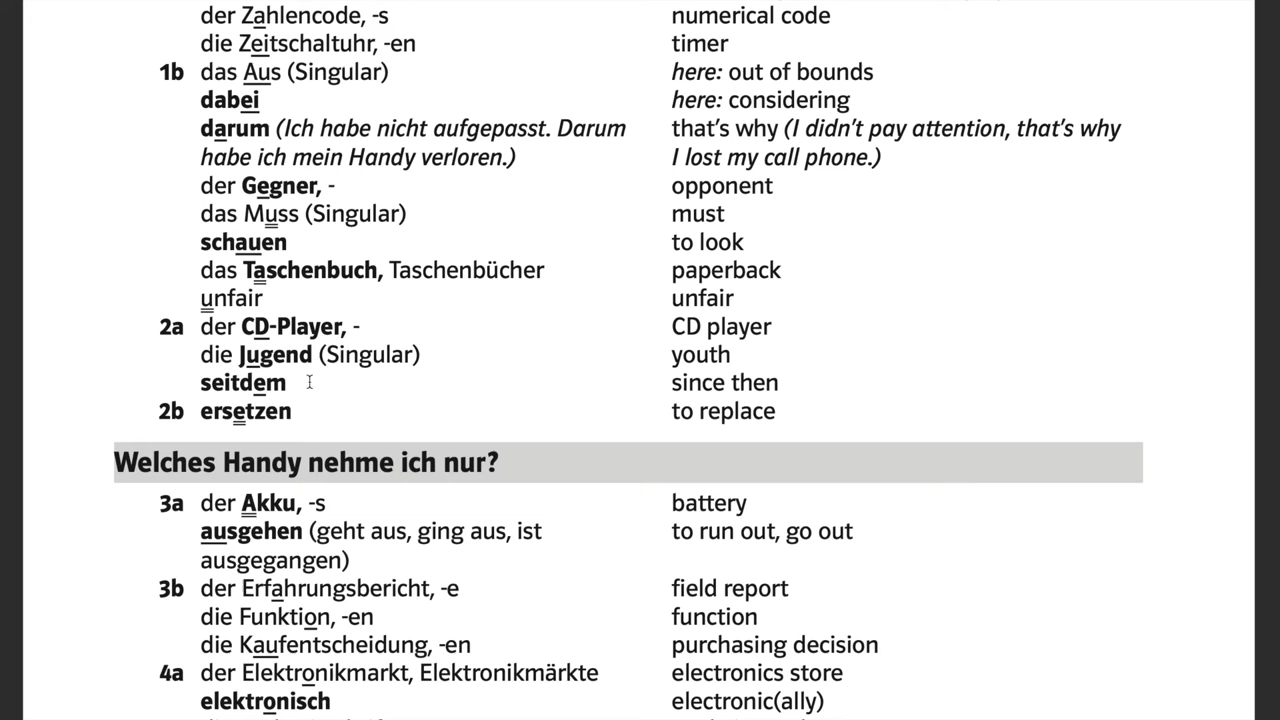 der Zahlencode, -s numerical code
die Zeitschaltuhr, -en timer
1b das Aus (Singular) here: out of bounds
dabei here: considering
darum (Ich habe nicht aufgepasst. Darum that's why (I didn't pay attention, that's why
habe ich mein Handy verloren.) I lost my call phone.)
der Gegner, - opponent
das Muss (Singular) must
schauen to look
das Taschenbuch, Taschenbücher paperback
unfair unfair
2a der CD-Player, - CD player
die Jugend (Singular) youth
seitdem since then
2b ersetzen to replace
Welches Handy nehme ich nur?
3a der Akku, -s battery
ausgehen (geht aus, ging aus, ist to run out, go out
ausgegangen)
3b der Erfahrungsbericht, -e field report
die Funktion, -en function
die Kaufentscheidung, -en purchasing decision
4a der Elektronikmarkt, Elektronikmärkte electronics store
elektronisch electronic(ally)